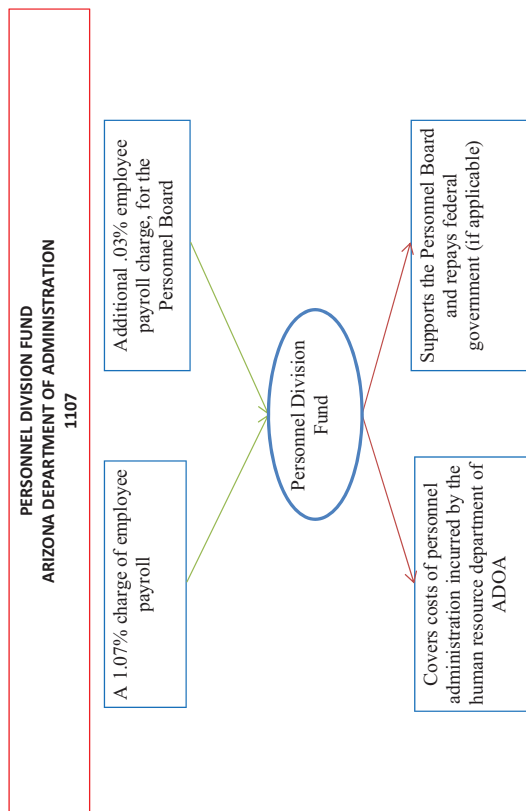 PERSONNEL DIVISION FUND
ARIZONA DEPARTMENT OF ADMINISTRATION
1107
A 1.07% charge of employee
payroll
Additional .03% employee
payroll charge, for the
Personnel Board
Personnel Division
Fund
Covers costs of personnel
administration incurred by the
human resource department of
ADOA
Supports the Personnel Board
and repays federal
government (if applicable)